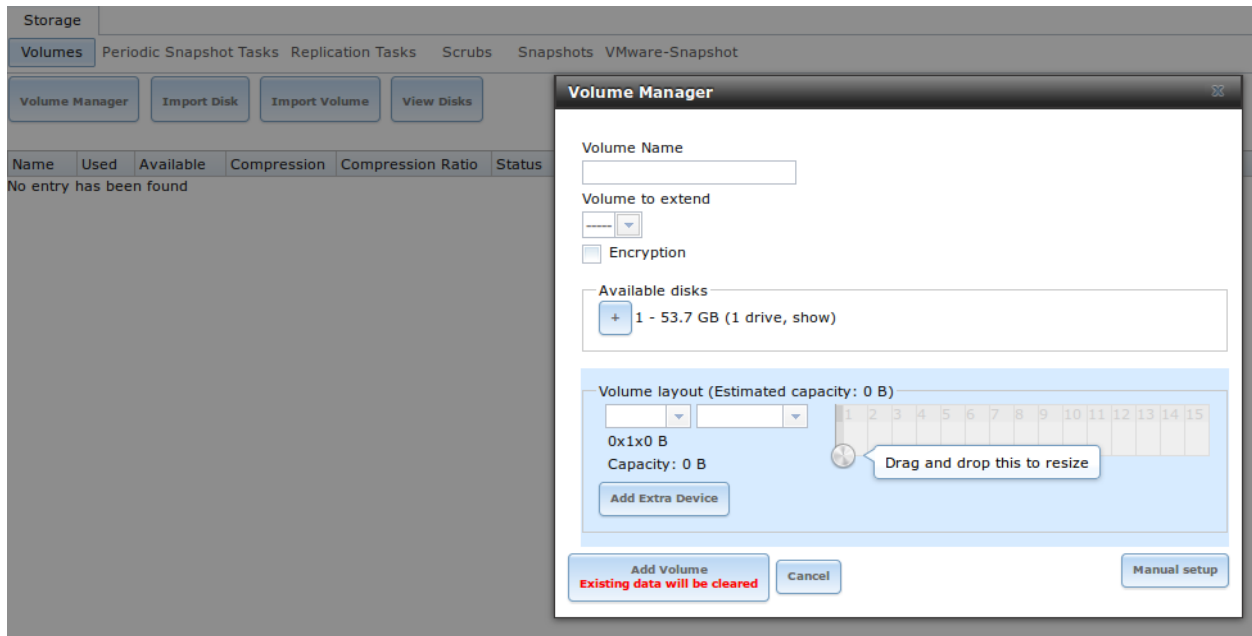 Storage
Volumes Periodic Snapshot Tasks Replication Tasks Scrubs Snapshots VMware-Snapshot
Volume Manager Import Disk Import Volume View Disks
Name Used Available Compression Compression Ratio Status
No entry has been found
Volume Manager
Volume Name
Volume to extend
-----
Encryption
Available disks
+ 1 - 53.7 GB (1 drive, show)
Volume layout (Estimated capacity: 0 B)
1 2 3 4 5 6 7 8 9 10 11 12 13 14 15
0x1x0 B
Capacity: 0 B
Drag and drop this to resize
Add Extra Device
Add Volume
Existing data will be cleared
Cancel
Manual setup